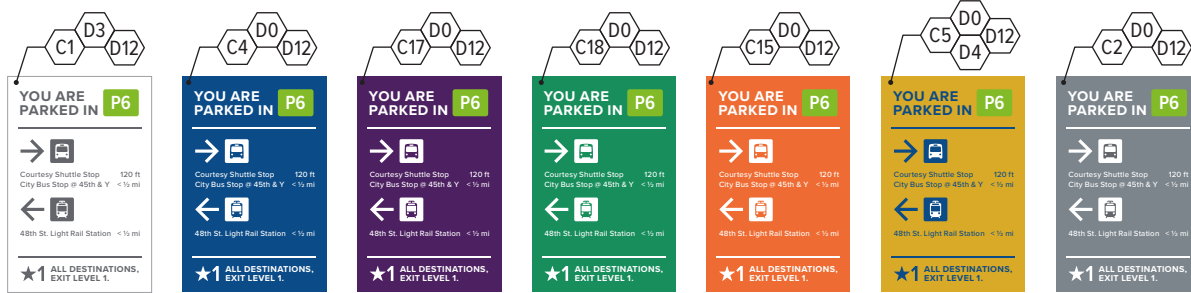 D3
C1 D12
YOU ARE
PARKED IN P6
Courtesy Shuttle Stop 120 ft
City Bus Stop @ 45th & Y < ½ mi
48th St. Light Rail Station < ½ mi
★1 ALL DESTINATIONS,
EXIT LEVEL 1.
D0
C4 D12
YOU ARE
PARKED IN P6
Courtesy Shuttle Stop 120 ft
City Bus Stop @ 45th & Y < ½ mi
48th St. Light Rail Station < ½ mi
★1 ALL DESTINATIONS,
EXIT LEVEL 1.
D0
C17 D12
YOU ARE
PARKED IN P6
Courtesy Shuttle Stop 120 ft
City Bus Stop @ 45th & Y < ½ mi
48th St. Light Rail Station < ½ mi
★1 ALL DESTINATIONS,
EXIT LEVEL 1.
D0
C18 D12
YOU ARE
PARKED IN P6
Courtesy Shuttle Stop 120 ft
City Bus Stop @ 45th & Y < ½ mi
48th St. Light Rail Station < ½ mi
★1 ALL DESTINATIONS,
EXIT LEVEL 1.
D0
C15 D12
YOU ARE
PARKED IN P6
Courtesy Shuttle Stop 120 ft
City Bus Stop @ 45th & Y < ½ mi
48th St. Light Rail Station < ½ mi
★1 ALL DESTINATIONS,
EXIT LEVEL 1.
D0
C5 D12
D4
YOU ARE
PARKED IN P6
Courtesy Shuttle Stop 120 ft
City Bus Stop @ 45th & Y < ½ mi
48th St. Light Rail Station < ½ mi
★1 ALL DESTINATIONS,
EXIT LEVEL 1.
D0
C2 D12
YOU ARE
PARKED IN P6
Courtesy Shuttle Stop 120 ft
City Bus Stop @ 45th & Y < ½ mi
48th St. Light Rail Station < ½ mi
★1 ALL DESTINATIONS,
EXIT LEVEL 1.